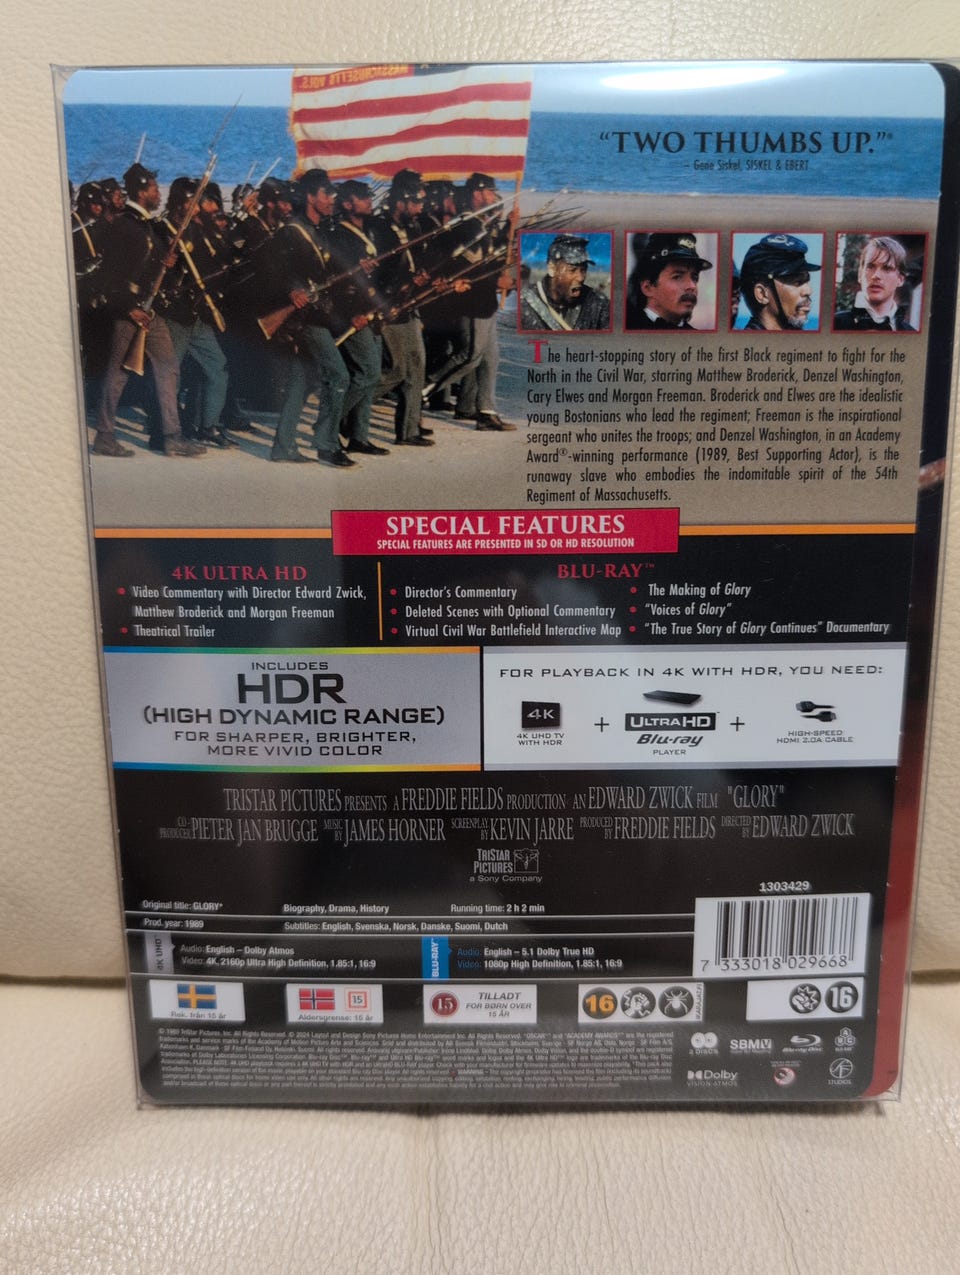 MASSACHUSETTS VOLS.
“TWO THUMBS UP.”®
– Gene Siskel, SISKEL & EBERT
The heart-stopping story of the first Black regiment to fight for the
North in the Civil War, starring Matthew Broderick, Denzel Washington,
Cary Elwes and Morgan Freeman. Broderick and Elwes are the idealistic
young Bostonians who lead the regiment; Freeman is the inspirational
sergeant who unites the troops; and Denzel Washington, in an Academy
Award®-winning performance (1989, Best Supporting Actor), is the
runaway slave who embodies the indomitable spirit of the 54th
Regiment of Massachusetts.
SPECIAL FEATURES
SPECIAL FEATURES ARE PRESENTED IN SD OR HD RESOLUTION
4K ULTRA HD
• Video Commentary with Director Edward Zwick,
Matthew Broderick and Morgan Freeman
• Theatrical Trailer
BLU-RAY™
• Director's Commentary
• Deleted Scenes with Optional Commentary
• Virtual Civil War Battlefield Interactive Map
• The Making of Glory
• “Voices of Glory”
• “The True Story of Glory Continues” Documentary
INCLUDES
HDR
(HIGH DYNAMIC RANGE)
FOR SHARPER, BRIGHTER,
MORE VIVID COLOR
FOR PLAYBACK IN 4K WITH HDR, YOU NEED:
4K
4K UHD TV
WITH HDR
+
ULTRA HD
Blu-ray
PLAYER
+
HIGH-SPEED
HDMI 2.0A CABLE
TRISTAR PICTURES PRESENTS A FREDDIE FIELDS PRODUCTION AN EDWARD ZWICK FILM "GLORY"
CO-PRODUCER PIETER JAN BRUGGE MUSIC BY JAMES HORNER SCREENPLAY BY KEVIN JARRE PRODUCED BY FREDDIE FIELDS DIRECTED BY EDWARD ZWICK
TRISTAR
PICTURES
a Sony Company
1303429
Original title: GLORY* Biography, Drama, History Running time: 2 h 2 min
Prod. year: 1989 Subtitles: English, Svenska, Norsk, Danske, Suomi, Dutch
4K UHD
Audio: English – Dolby Atmos
Video: 4K, 2160p Ultra High Definition, 1.85:1, 16:9
BLU-RAY™
Audio: English – 5.1 Dolby True HD
Video: 1080p High Definition, 1.85:1, 16:9
7 333018 029668
Rek. från 15 år
15
Aldersgrense: 15 år
15
TILLADT
FOR BØRN OVER
15 ÅR
16
16
2 DISCS
SBMV
Blu-ray Disc
ABC
Dolby
VISION·ATMOS
SF
STUDIOS